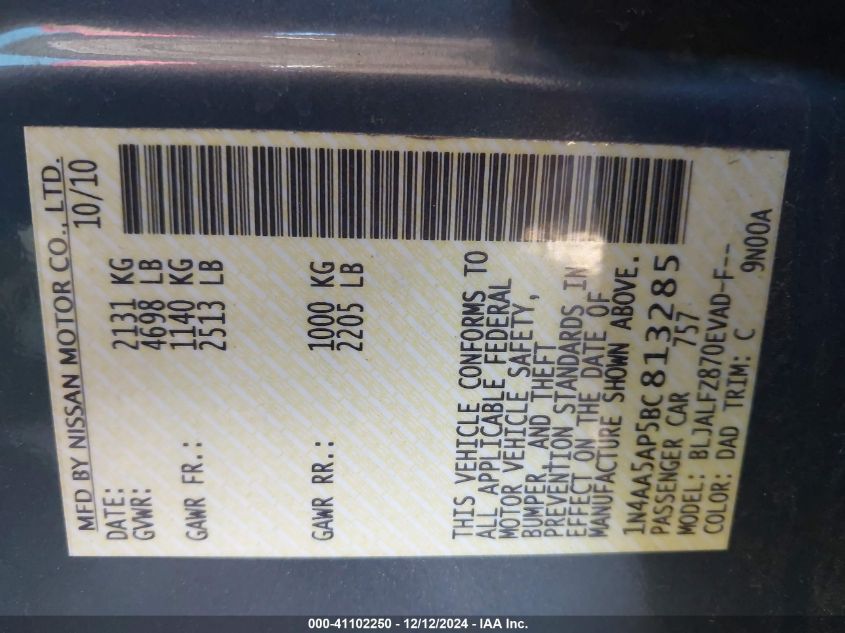 MFD BY NISSAN MOTOR CO., LTD.
DATE: 10/10
GVWR: 2131 KG
4698 LB
GAWR FR.: 1140 KG
2513 LB
GAWR RR.: 1000 KG
2205 LB
THIS VEHICLE CONFORMS TO
ALL APPLICABLE FEDERAL
MOTOR VEHICLE SAFETY,
BUMPER, AND THEFT
PREVENTION STANDARDS IN
EFFECT ON THE DATE OF
MANUFACTURE SHOWN ABOVE.
1N4AA5AP5BC813285
PASSENGER CAR 757
MODEL: BLJALFZ870EVAD-F--
COLOR: DAD TRIM: C 9N00A
000-41102250 - 12/12/2024 - IAA Inc.